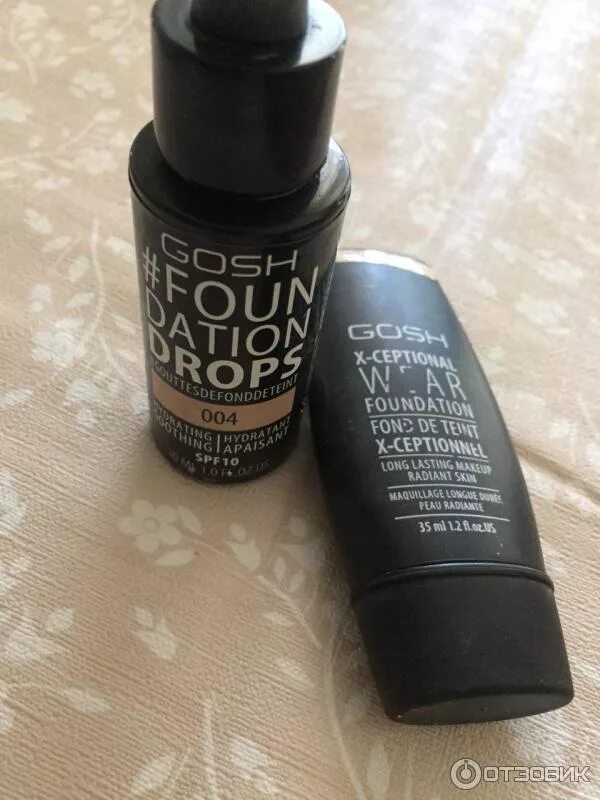 GOSH
#FOUN
DATION
DROPS
GOUTTESDEFONDDETEINT
004
HYDRATING | HYDRATANT
SOOTHING | APAISANT
SPF10
30 ML 1.0 FL.OZ.US
GOSH
X-CEPTIONAL
WEAR
FOUNDATION
FOND DE TEINT
X-CEPTIONNEL
LONG LASTING MAKEUP
RADIANT SKIN
MAQUILLAGE LONGUE DURÉE
PEAU RADIANTE
35 ml 1.2 fl.oz.US
ОТЗОВИК